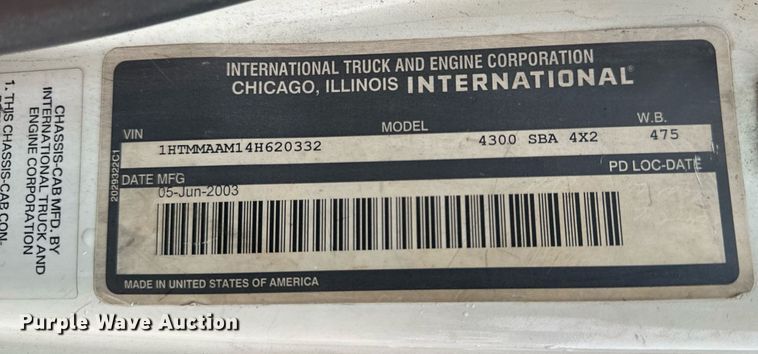 CHASSIS-CAB MFD. BY
INTERNATIONAL TRUCK AND
ENGINE CORPORATION
1. THIS CHASSIS-CAB CON-
INTERNATIONAL TRUCK AND ENGINE CORPORATION
CHICAGO, ILLINOIS INTERNATIONAL
VIN MODEL W.B.
1HTMMAAM14H620332 4300 SBA 4X2 475
DATE MFG PD LOC-DATE
05-Jun-2003
2029322C1
MADE IN UNITED STATES OF AMERICA
Purple Wave Auction